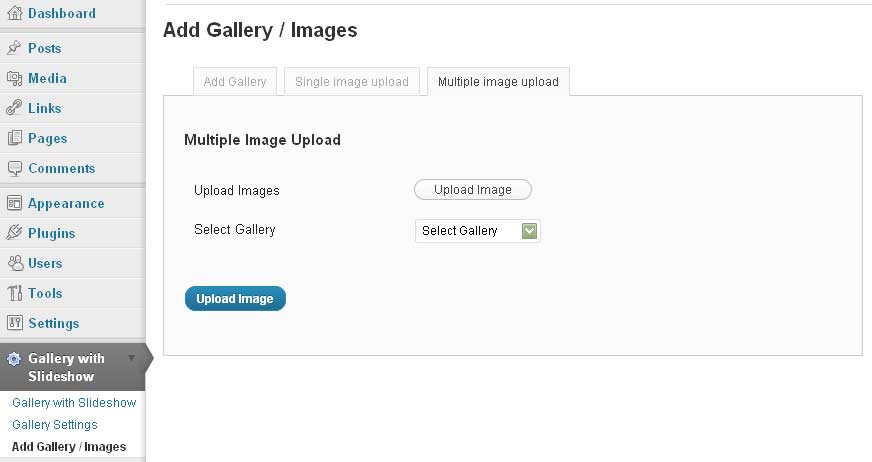 Dashboard
Posts
Media
Links
Pages
Comments
Appearance
Plugins
Users
Tools
Settings
Gallery with
Slideshow
Gallery with Slideshow
Gallery Settings
Add Gallery / Images
Add Gallery / Images
Add Gallery
Single image upload
Multiple image upload
Multiple Image Upload
Upload Images
Upload Image
Select Gallery
Select Gallery
Upload Image